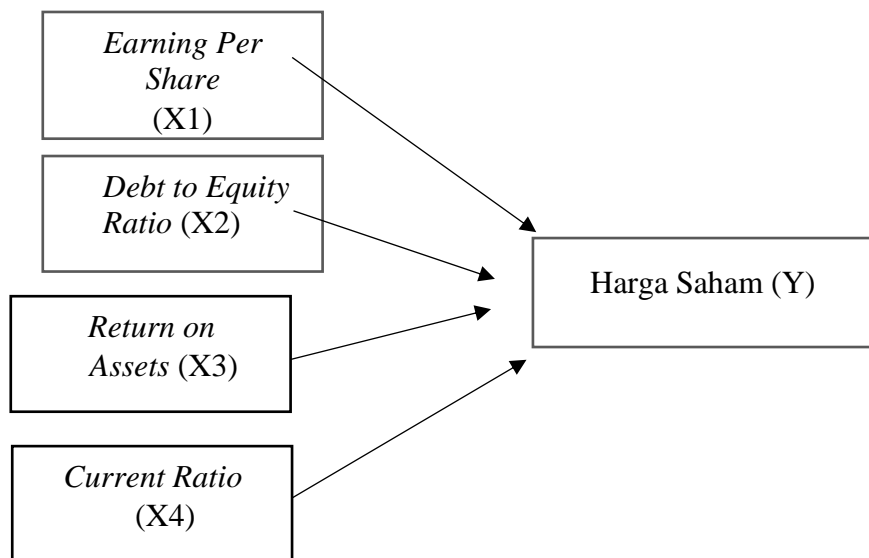 Earning Per
Share
(X1)
Debt to Equity
Ratio (X2)
Harga Saham (Y)
Return on
Assets (X3)
Current Ratio
(X4)